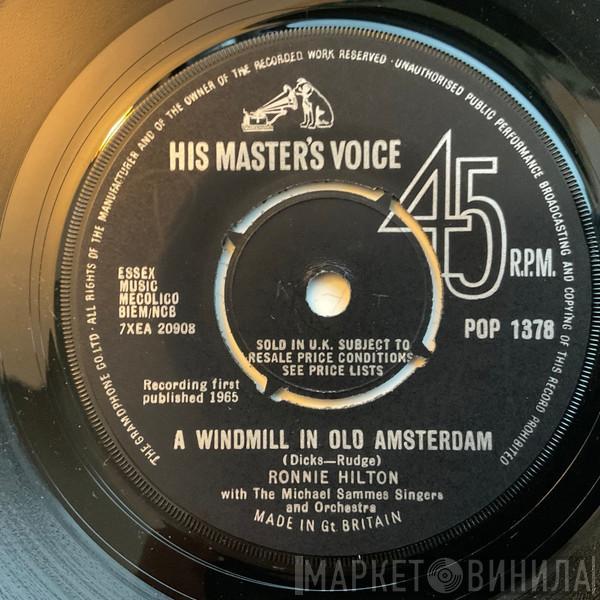 THE GRAMOPHONE CO. LTD · ALL RIGHTS OF THE MANUFACTURER AND OF THE OWNER OF THE RECORDED WORK RESERVED · UNAUTHORISED PUBLIC PERFORMANCE BROADCASTING AND COPYING OF THIS RECORD PROHIBITED
HIS MASTER'S VOICE
45
R.P.M.
ESSEX
MUSIC
MECOLICO
BIEM/NCB
7XEA 20908
POP 1378
SOLD IN U.K. SUBJECT TO
RESALE PRICE CONDITIONS,
SEE PRICE LISTS
Recording first
published 1965
A WINDMILL IN OLD AMSTERDAM
(Dicks—Rudge)
RONNIE HILTON
with The Michael Sammes Singers
and Orchestra
MADE IN Gt. BRITAIN
МАРКЕТ ВИНИЛА